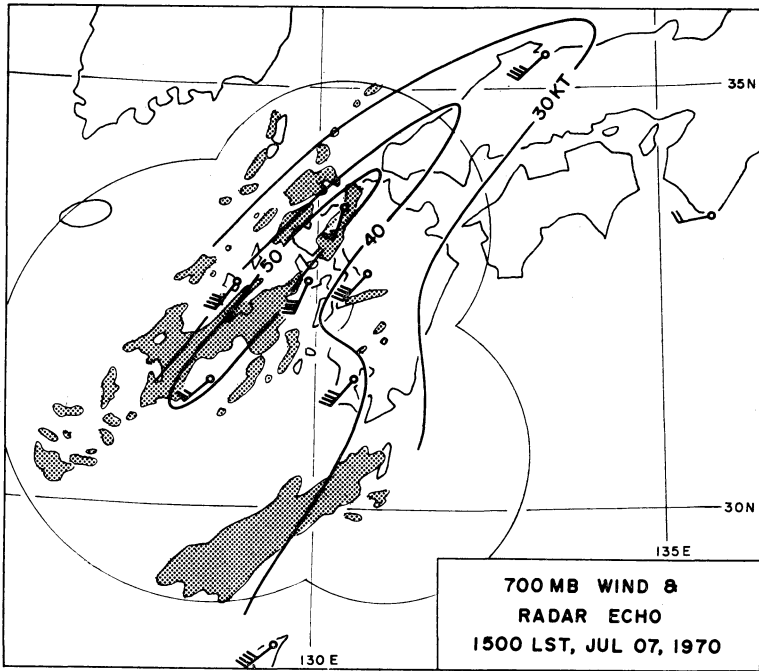 35N
30KT
40
50
30N
135E
130E
700MB WIND &
RADAR ECHO
1500 LST, JUL 07, 1970